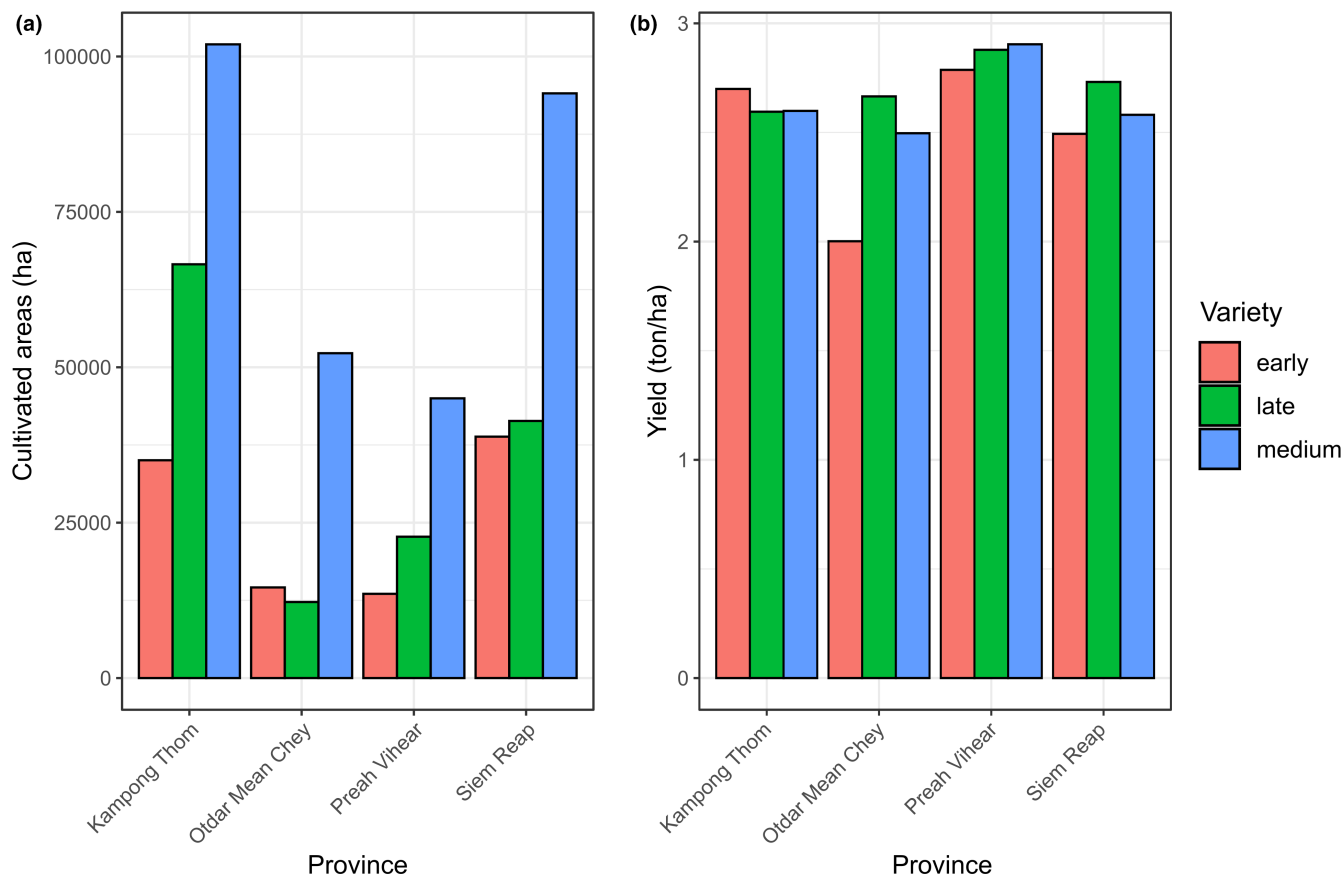 (a)
100000
75000
50000
25000
0
Cultivated areas (ha)
Kampong Thom
Otdar Mean Chey
Preah Vihear
Siem Reap
Province
(b)
3
2
1
0
Yield (ton/ha)
Kampong Thom
Otdar Mean Chey
Preah Vihear
Siem Reap
Province
Variety
early
late
medium